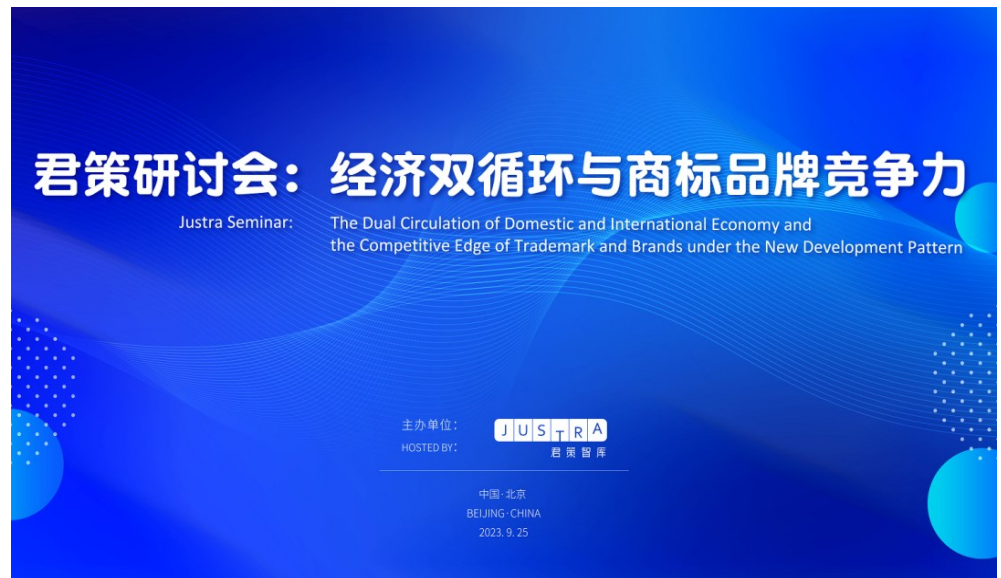 君策研讨会：经济双循环与商标品牌竞争力
Justra Seminar: The Dual Circulation of Domestic and International Economy and
the Competitive Edge of Trademark and Brands under the New Development Pattern
主办单位：
HOSTED BY：
JUSTRA
君策智库
中国·北京
BEIJING·CHINA
2023. 9. 25